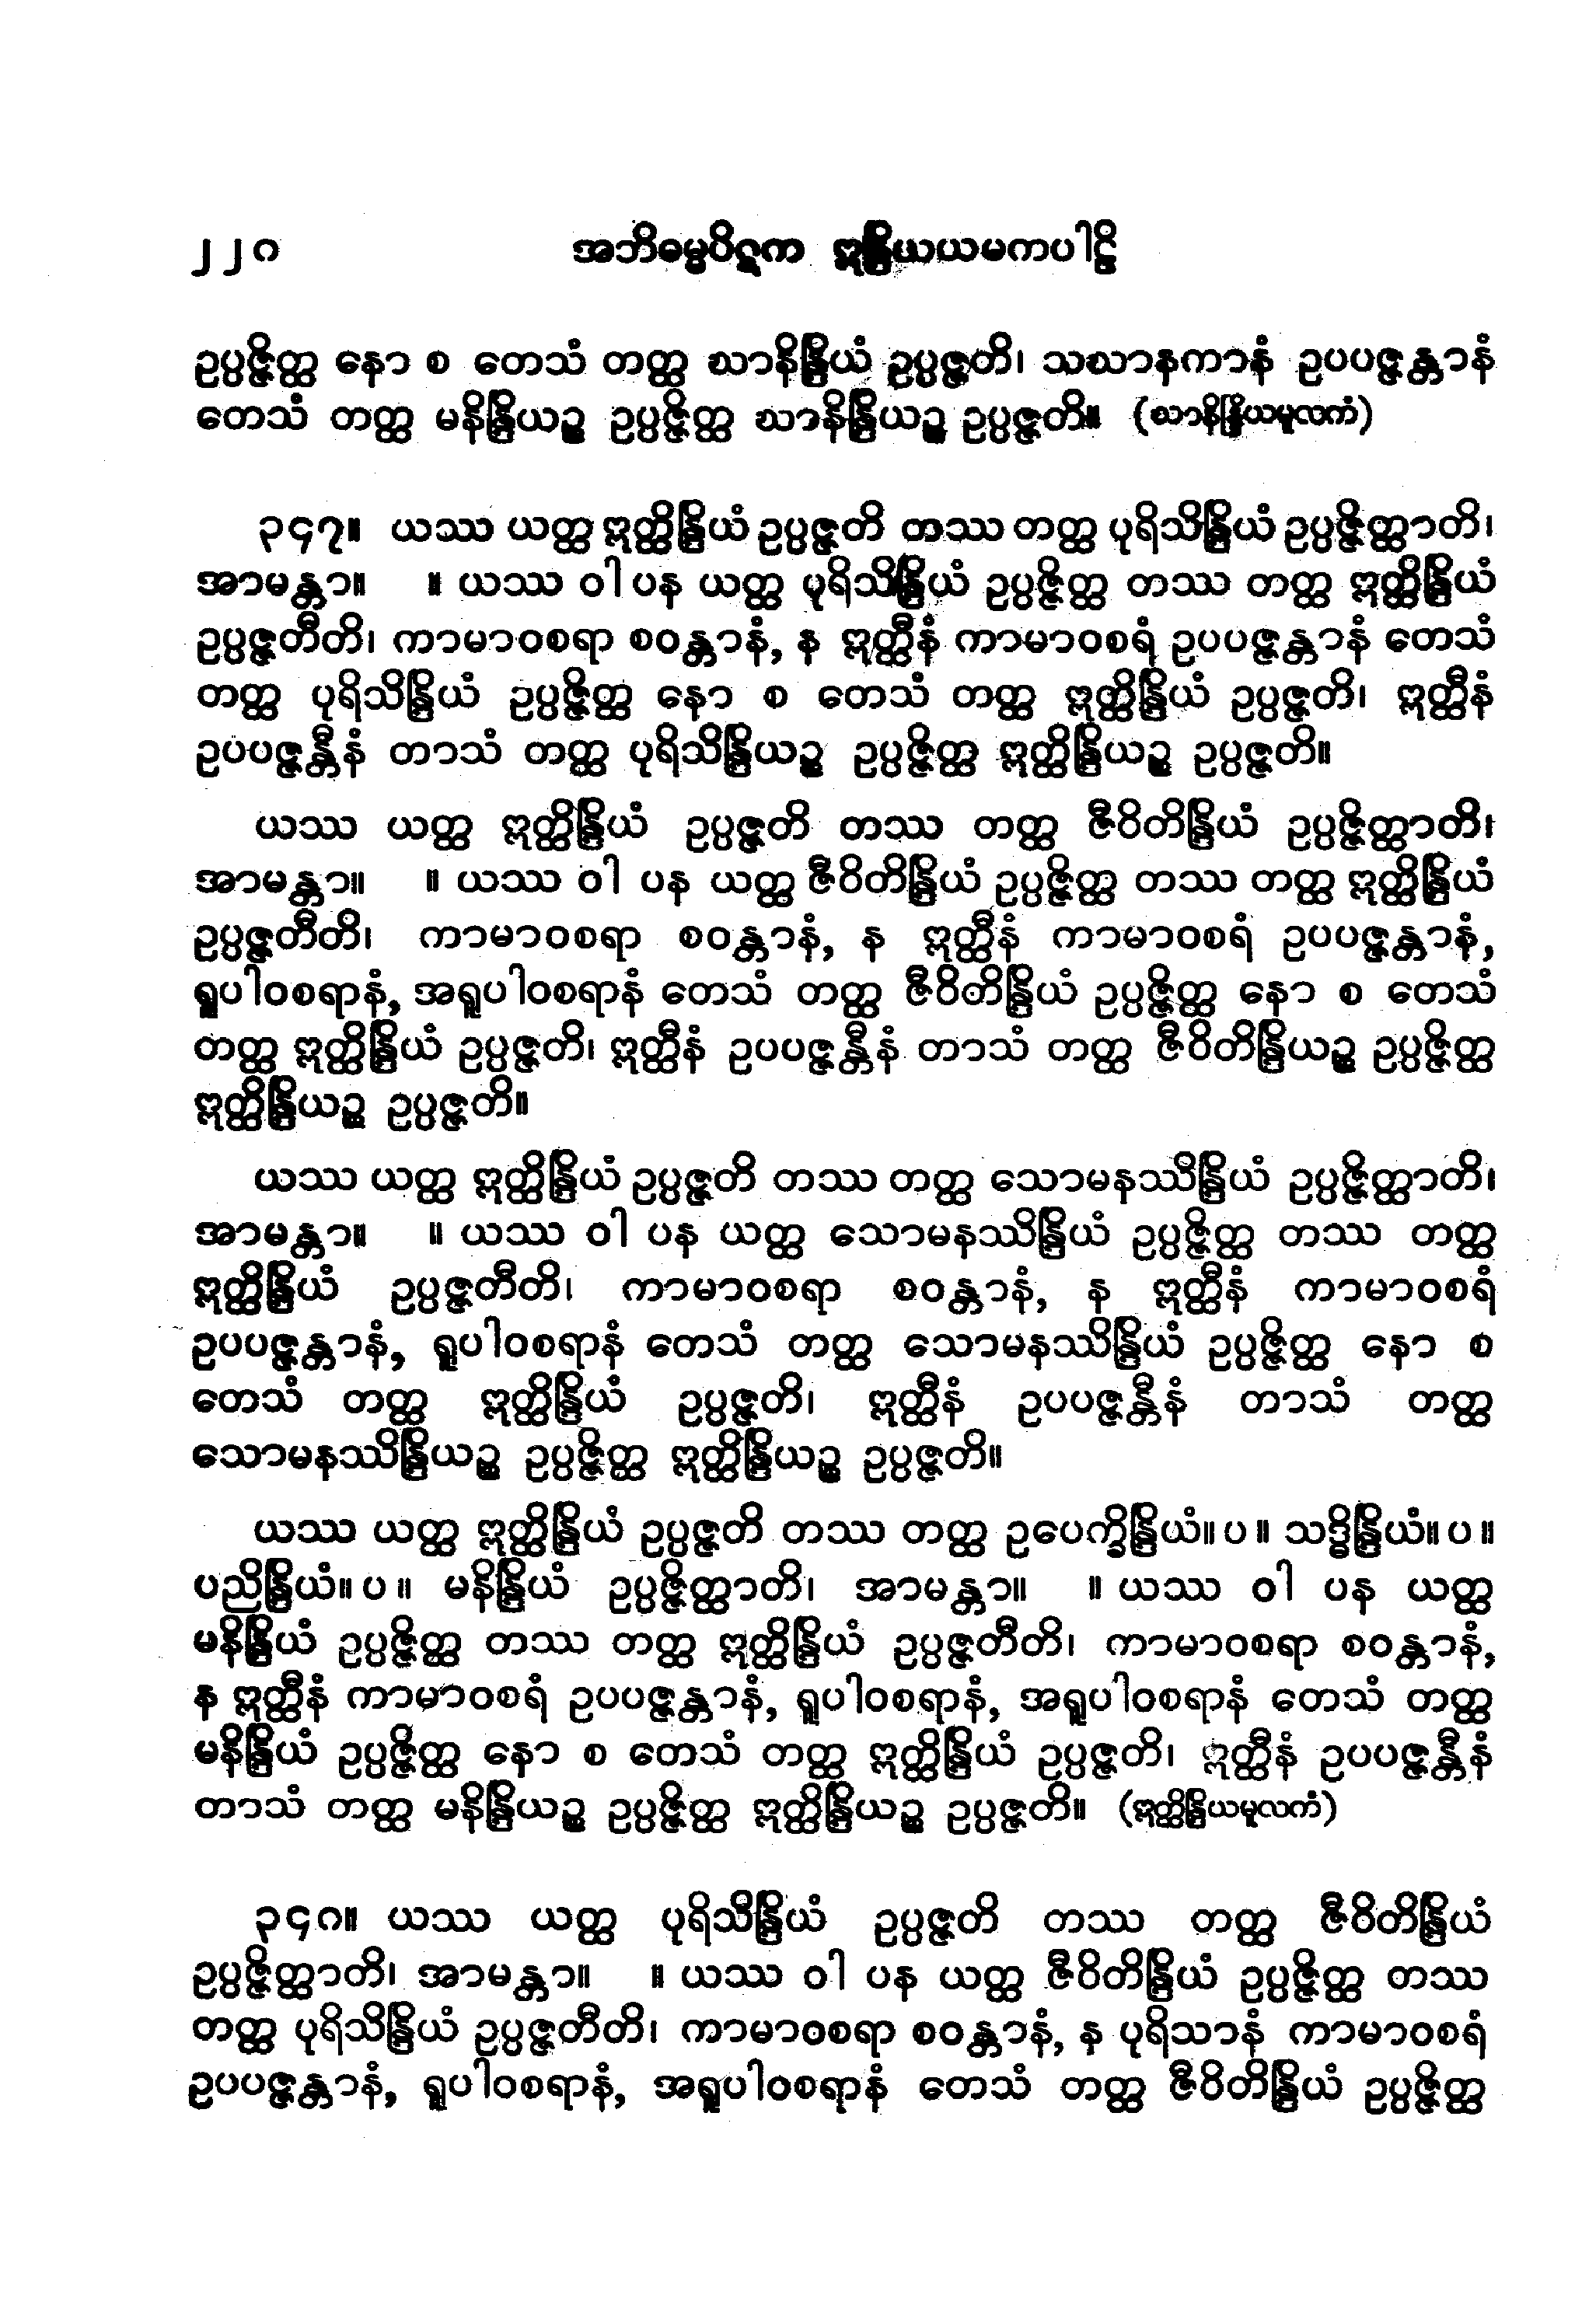 ၂၂၈ အဘိဓမ္မပိဋက ဣန္ဒြိယယမကပါဠိ
ဥပ္ပဇ္ဇိတ္ထ နော စ တေသံ တတ္ထ ဃာနိန္ဒြိယံ ဥပ္ပဇ္ဇတိ၊ သဃာနကာနံ ဥပပဇ္ဇန္တာနံ
တေသံ တတ္ထ မနိန္ဒြိယဉ္စ ဥပ္ပဇ္ဇိတ္ထ ဃာနိန္ဒြိယဉ္စ ဥပ္ပဇ္ဇတိ။ (ဃာနိန္ဒြိယမူလကံ)
၃၄၇။ ယဿ ယတ္ထ ဣတ္ထိန္ဒြိယံ ဥပ္ပဇ္ဇတိ တဿ တတ္ထ ပုရိသိန္ဒြိယံ ဥပ္ပဇ္ဇိတ္ထာတိ၊
အာမန္တာ။ ။ ယဿ ဝါ ပန ယတ္ထ ပုရိသိန္ဒြိယံ ဥပ္ပဇ္ဇိတ္ထ တဿ တတ္ထ ဣတ္ထိန္ဒြိယံ
ဥပ္ပဇ္ဇတီတိ၊ ကာမာဝစရာ စဝန္တာနံ, န ဣတ္ထီနံ ကာမာဝစရံ ဥပပဇ္ဇန္တာနံ တေသံ
တတ္ထ ပုရိသိန္ဒြိယံ ဥပ္ပဇ္ဇိတ္ထ နော စ တေသံ တတ္ထ ဣတ္ထိန္ဒြိယံ ဥပ္ပဇ္ဇတိ၊ ဣတ္ထီနံ
ဥပပဇ္ဇန္တီနံ တာသံ တတ္ထ ပုရိသိန္ဒြိယဉ္စ ဥပ္ပဇ္ဇိတ္ထ ဣတ္ထိန္ဒြိယဉ္စ ဥပ္ပဇ္ဇတိ။
ယဿ ယတ္ထ ဣတ္ထိန္ဒြိယံ ဥပ္ပဇ္ဇတိ တဿ တတ္ထ ဇီဝိတိန္ဒြိယံ ဥပ္ပဇ္ဇိတ္ထာတိ၊
အာမန္တာ။ ။ ယဿ ဝါ ပန ယတ္ထ ဇီဝိတိန္ဒြိယံ ဥပ္ပဇ္ဇိတ္ထ တဿ တတ္ထ ဣတ္ထိန္ဒြိယံ
ဥပ္ပဇ္ဇတီတိ၊ ကာမာဝစရာ စဝန္တာနံ, န ဣတ္ထီနံ ကာမာဝစရံ ဥပပဇ္ဇန္တာနံ,
ရူပါဝစရာနံ, အရူပါဝစရာနံ တေသံ တတ္ထ ဇီဝိတိန္ဒြိယံ ဥပ္ပဇ္ဇိတ္ထ နော စ တေသံ
တတ္ထ ဣတ္ထိန္ဒြိယံ ဥပ္ပဇ္ဇတိ၊ ဣတ္ထီနံ ဥပပဇ္ဇန္တီနံ တာသံ တတ္ထ ဇီဝိတိန္ဒြိယဉ္စ ဥပ္ပဇ္ဇိတ္ထ
ဣတ္ထိန္ဒြိယဉ္စ ဥပ္ပဇ္ဇတိ။
ယဿ ယတ္ထ ဣတ္ထိန္ဒြိယံ ဥပ္ပဇ္ဇတိ တဿ တတ္ထ သောမနဿိန္ဒြိယံ ဥပ္ပဇ္ဇိတ္ထာတိ၊
အာမန္တာ။ ။ ယဿ ဝါ ပန ယတ္ထ သောမနဿိန္ဒြိယံ ဥပ္ပဇ္ဇိတ္ထ တဿ တတ္ထ
ဣတ္ထိန္ဒြိယံ ဥပ္ပဇ္ဇတီတိ၊ ကာမာဝစရာ စဝန္တာနံ, န ဣတ္ထီနံ ကာမာဝစရံ
ဥပပဇ္ဇန္တာနံ, ရူပါဝစရာနံ တေသံ တတ္ထ သောမနဿိန္ဒြိယံ ဥပ္ပဇ္ဇိတ္ထ နော စ
တေသံ တတ္ထ ဣတ္ထိန္ဒြိယံ ဥပ္ပဇ္ဇတိ၊ ဣတ္ထီနံ ဥပပဇ္ဇန္တီနံ တာသံ တတ္ထ
သောမနဿိန္ဒြိယဉ္စ ဥပ္ပဇ္ဇိတ္ထ ဣတ္ထိန္ဒြိယဉ္စ ဥပ္ပဇ္ဇတိ။
ယဿ ယတ္ထ ဣတ္ထိန္ဒြိယံ ဥပ္ပဇ္ဇတိ တဿ တတ္ထ ဥပေက္ခိန္ဒြိယံ။ ပ ။ သဒ္ဓိန္ဒြိယံ။ ပ ။
ပညိန္ဒြိယံ။ ပ ။ မနိန္ဒြိယံ ဥပ္ပဇ္ဇိတ္ထာတိ၊ အာမန္တာ။ ။ ယဿ ဝါ ပန ယတ္ထ
မနိန္ဒြိယံ ဥပ္ပဇ္ဇိတ္ထ တဿ တတ္ထ ဣတ္ထိန္ဒြိယံ ဥပ္ပဇ္ဇတီတိ၊ ကာမာဝစရာ စဝန္တာနံ,
န ဣတ္ထီနံ ကာမာဝစရံ ဥပပဇ္ဇန္တာနံ, ရူပါဝစရာနံ, အရူပါဝစရာနံ တေသံ တတ္ထ
မနိန္ဒြိယံ ဥပ္ပဇ္ဇိတ္ထ နော စ တေသံ တတ္ထ ဣတ္ထိန္ဒြိယံ ဥပ္ပဇ္ဇတိ၊ ဣတ္ထီနံ ဥပပဇ္ဇန္တီနံ
တာသံ တတ္ထ မနိန္ဒြိယဉ္စ ဥပ္ပဇ္ဇိတ္ထ ဣတ္ထိန္ဒြိယဉ္စ ဥပ္ပဇ္ဇတိ။ (ဣတ္ထိန္ဒြိယမူလကံ)
၃၄၈။ ယဿ ယတ္ထ ပုရိသိန္ဒြိယံ ဥပ္ပဇ္ဇတိ တဿ တတ္ထ ဇီဝိတိန္ဒြိယံ
ဥပ္ပဇ္ဇိတ္ထာတိ၊ အာမန္တာ။ ။ ယဿ ဝါ ပန ယတ္ထ ဇီဝိတိန္ဒြိယံ ဥပ္ပဇ္ဇိတ္ထ တဿ
တတ္ထ ပုရိသိန္ဒြိယံ ဥပ္ပဇ္ဇတီတိ၊ ကာမာဝစရာ စဝန္တာနံ, န ပုရိသာနံ ကာမာဝစရံ
ဥပပဇ္ဇန္တာနံ, ရူပါဝစရာနံ, အရူပါဝစရာနံ တေသံ တတ္ထ ဇီဝိတိန္ဒြိယံ ဥပ္ပဇ္ဇိတ္ထ